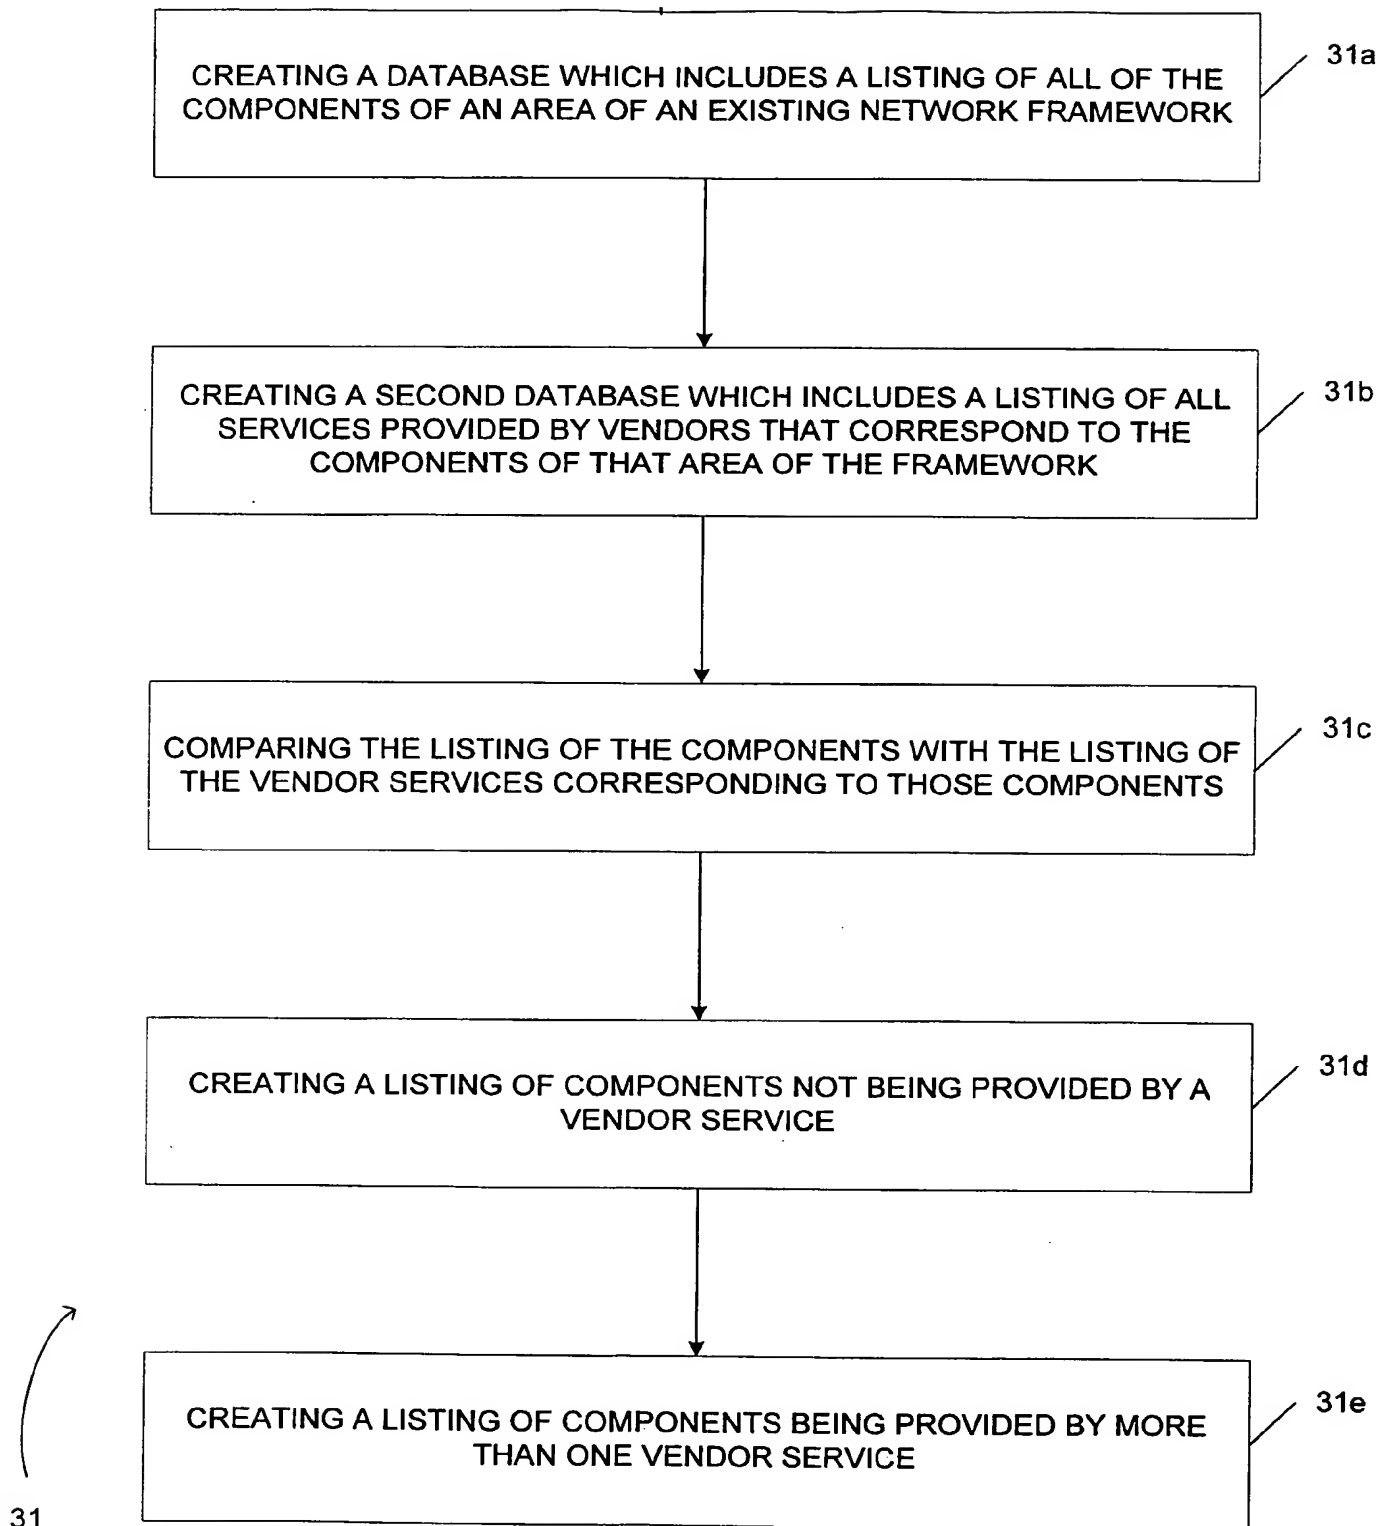 CREATING A DATABASE WHICH INCLUDES A LISTING OF ALL OF THE
COMPONENTS OF AN AREA OF AN EXISTING NETWORK FRAMEWORK
31a
CREATING A SECOND DATABASE WHICH INCLUDES A LISTING OF ALL
SERVICES PROVIDED BY VENDORS THAT CORRESPOND TO THE
COMPONENTS OF THAT AREA OF THE FRAMEWORK
31b
COMPARING THE LISTING OF THE COMPONENTS WITH THE LISTING OF
THE VENDOR SERVICES CORRESPONDING TO THOSE COMPONENTS
31c
CREATING A LISTING OF COMPONENTS NOT BEING PROVIDED BY A
VENDOR SERVICE
31d
CREATING A LISTING OF COMPONENTS BEING PROVIDED BY MORE
THAN ONE VENDOR SERVICE
31e
31